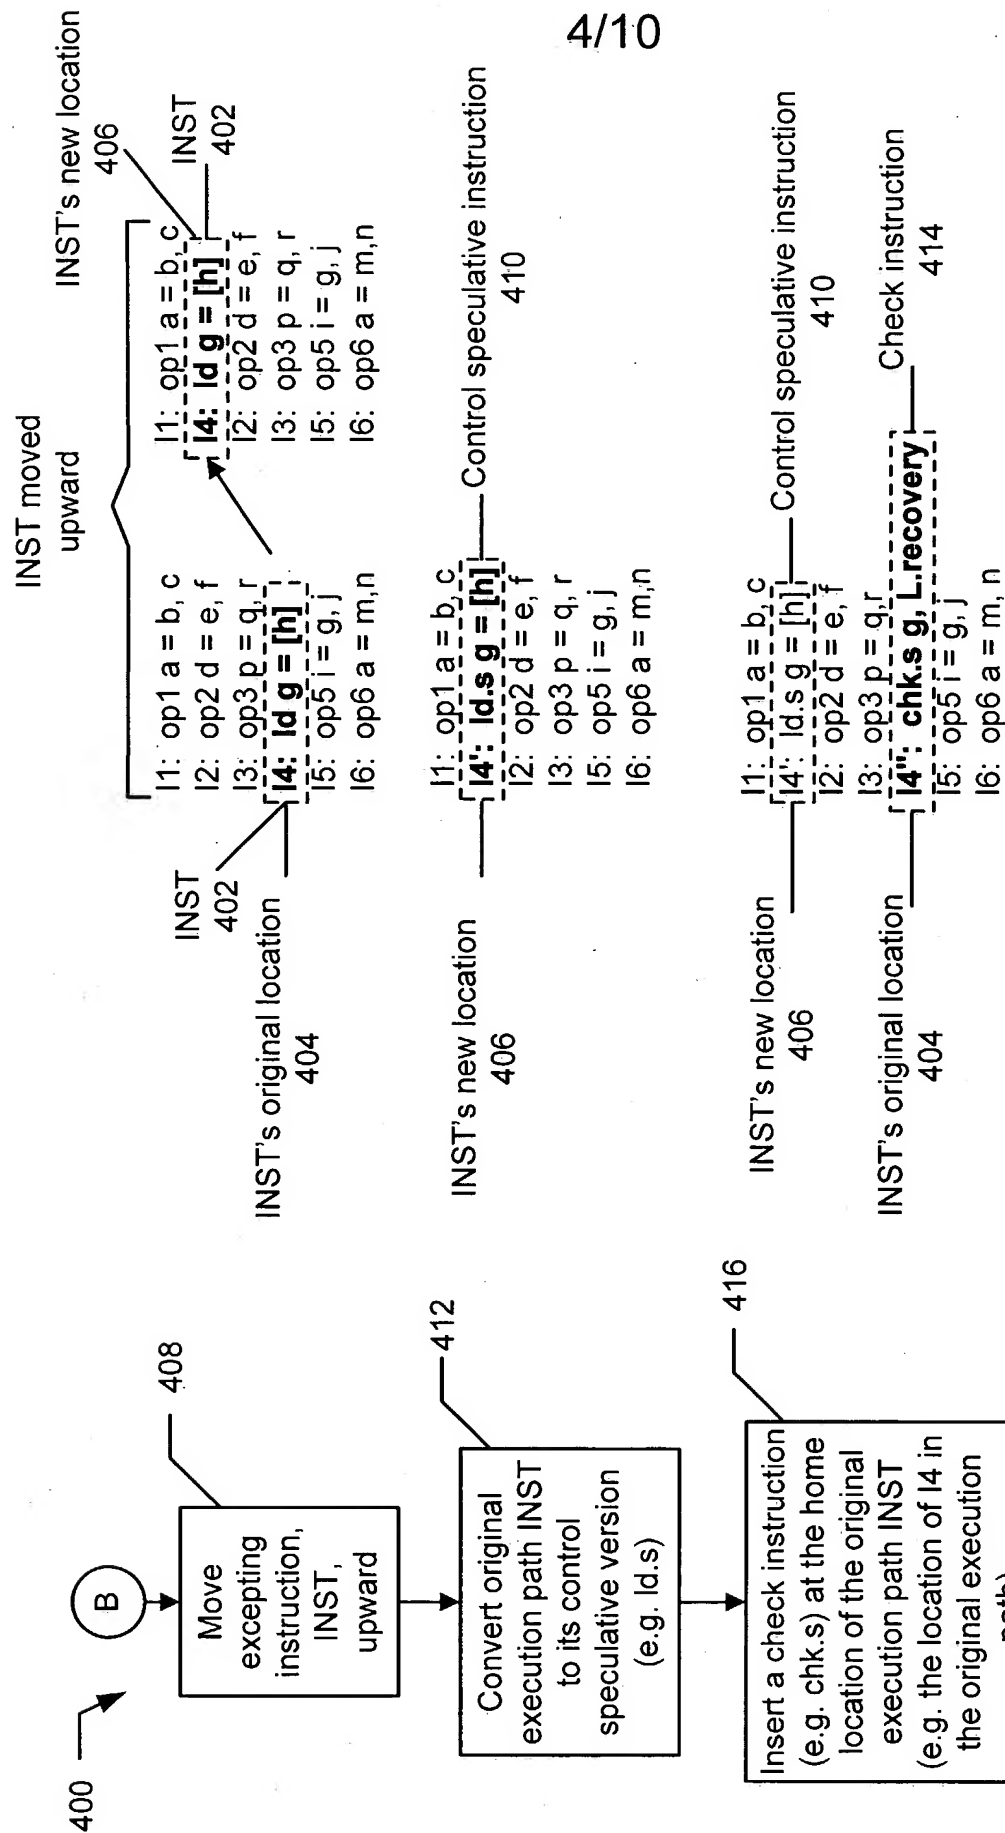 4/10
400
B
Move
excepting
instruction,
INST,
upward
408
INST moved
upward
I1: op1 a = b, c
I2: op2 d = e, f
I3: op3 p = q, r
I4: ld g = [h]
I5: op5 i = g, j
I6: op6 a = m,n
INST
402
INST's original location
404
I1: op1 a = b, c
I4: ld g = [h]
I2: op2 d = e, f
I3: op3 p = q, r
I5: op5 i = g, j
I6: op6 a = m,n
INST's new location
406
INST
402
Convert original
execution path INST
to its control
speculative version
(e.g. ld.s)
412
INST's new location
406
I1: op1 a = b, c
I4': ld.s g = [h]
I2: op2 d = e, f
I3: op3 p = q, r
I5: op5 i = g, j
I6: op6 a = m,n
Control speculative instruction
410
Insert a check instruction
(e.g. chk.s) at the home
location of the original
execution path INST
(e.g. the location of I4 in
the original execution
path)
416
INST's new location
406
INST's original location
404
I1: op1 a = b, c
I4': ld.s g = [h]
I2: op2 d = e, f
I3: op3 p = q,r
I4": chk.s g, L.recovery
I5: op5 i = g, j
I6: op6 a = m, n
Control speculative instruction
410
Check instruction
414